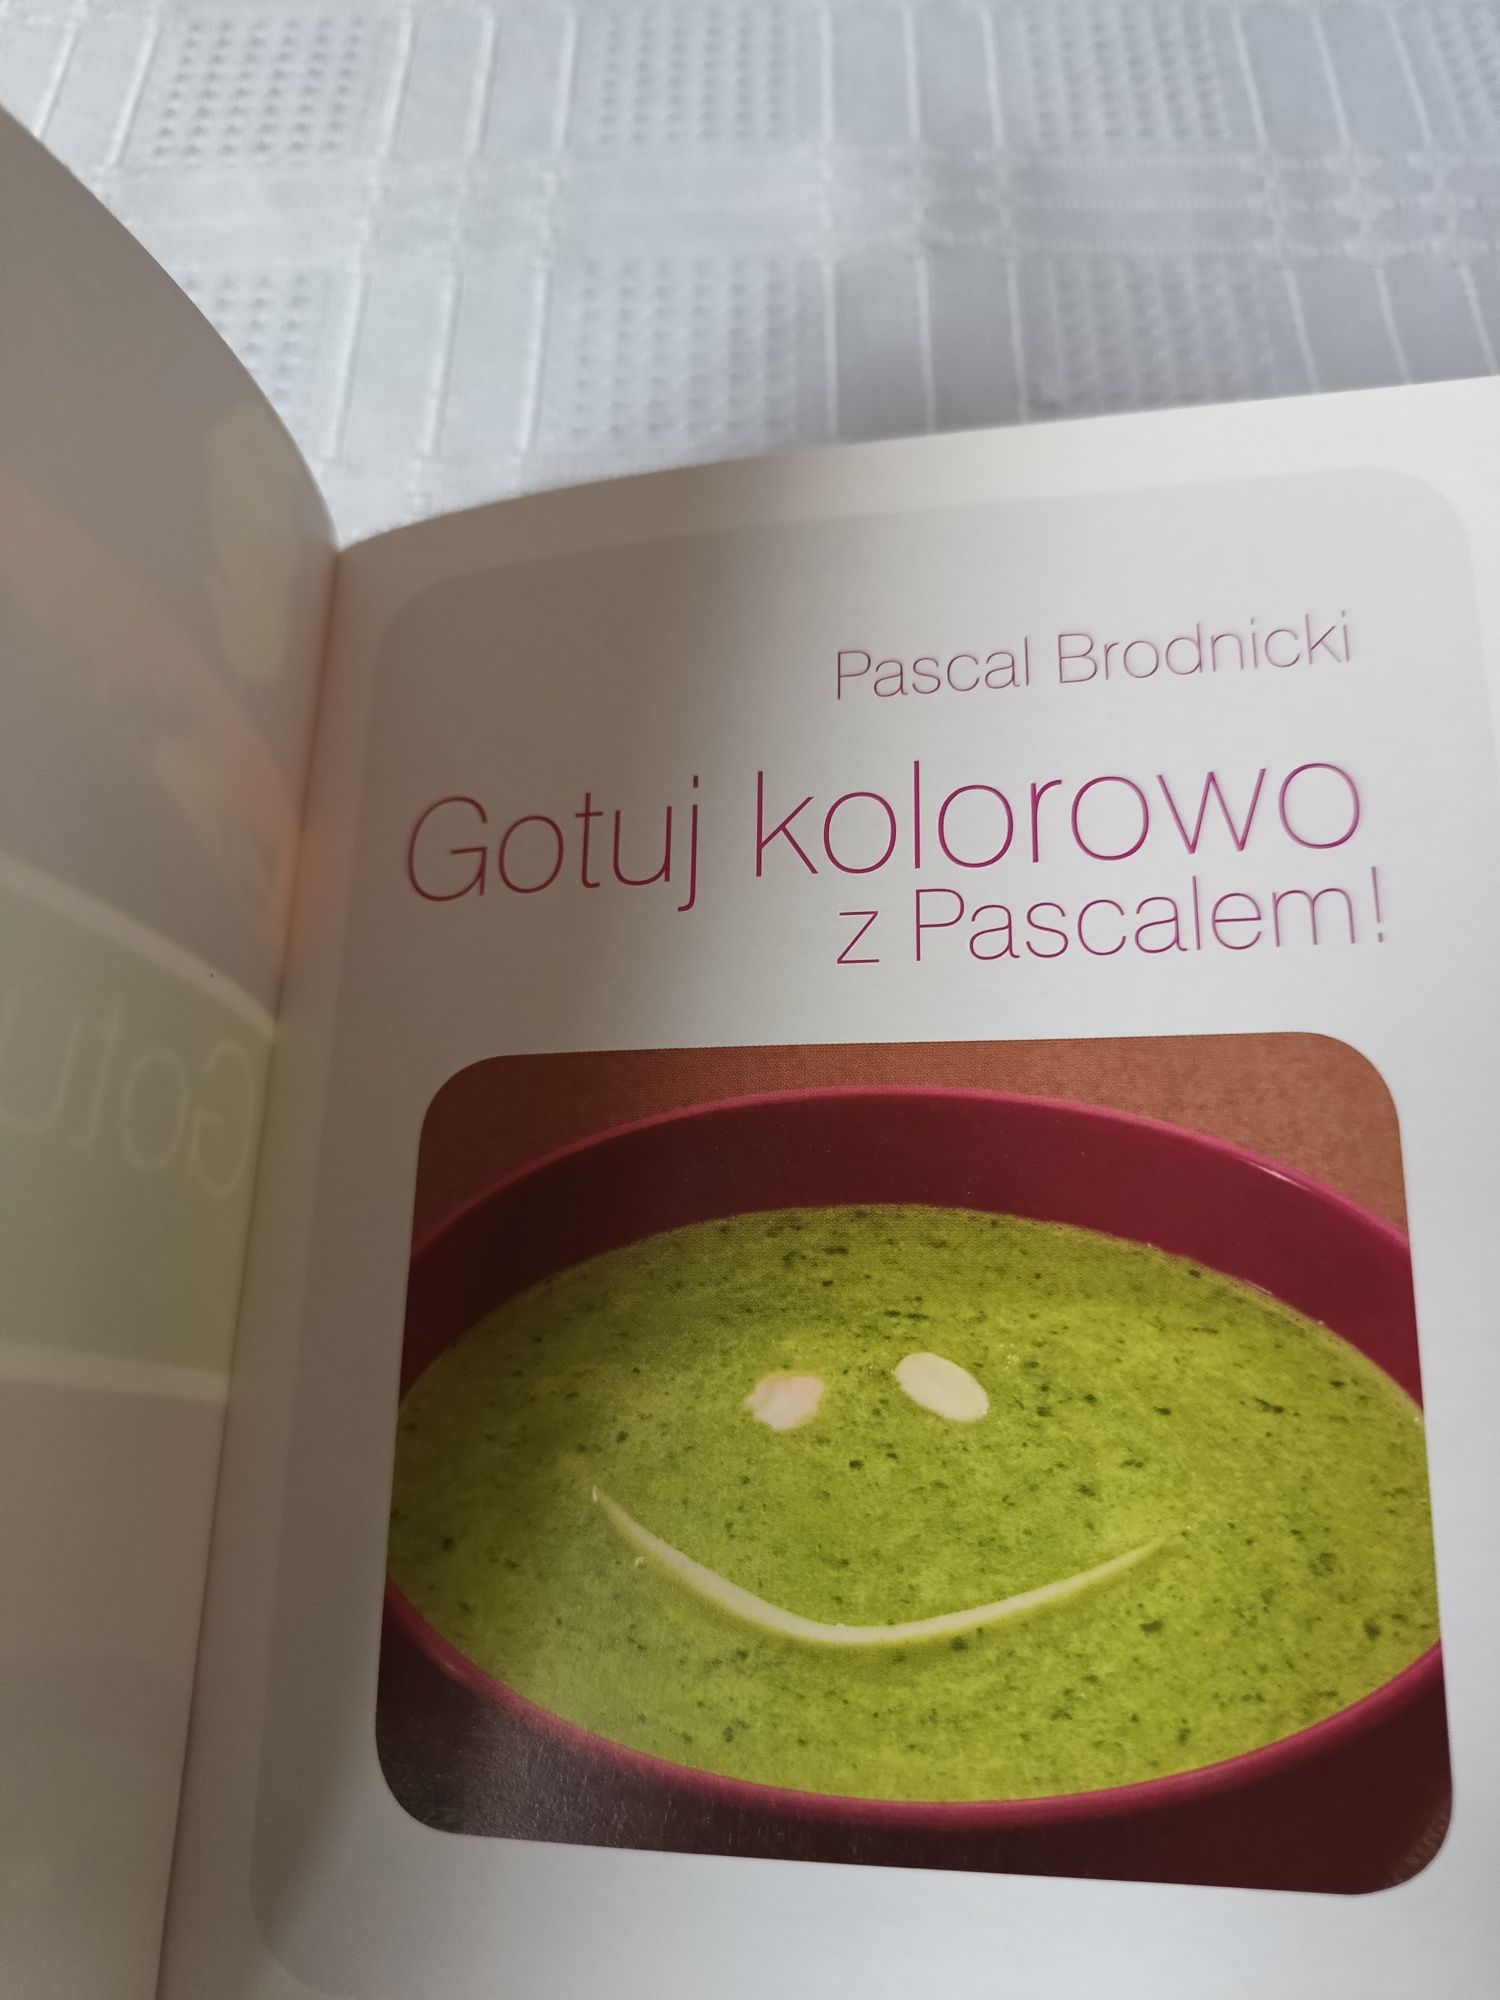 Pascal Brodnicki
Gotuj kolorowo
z Pascalem!